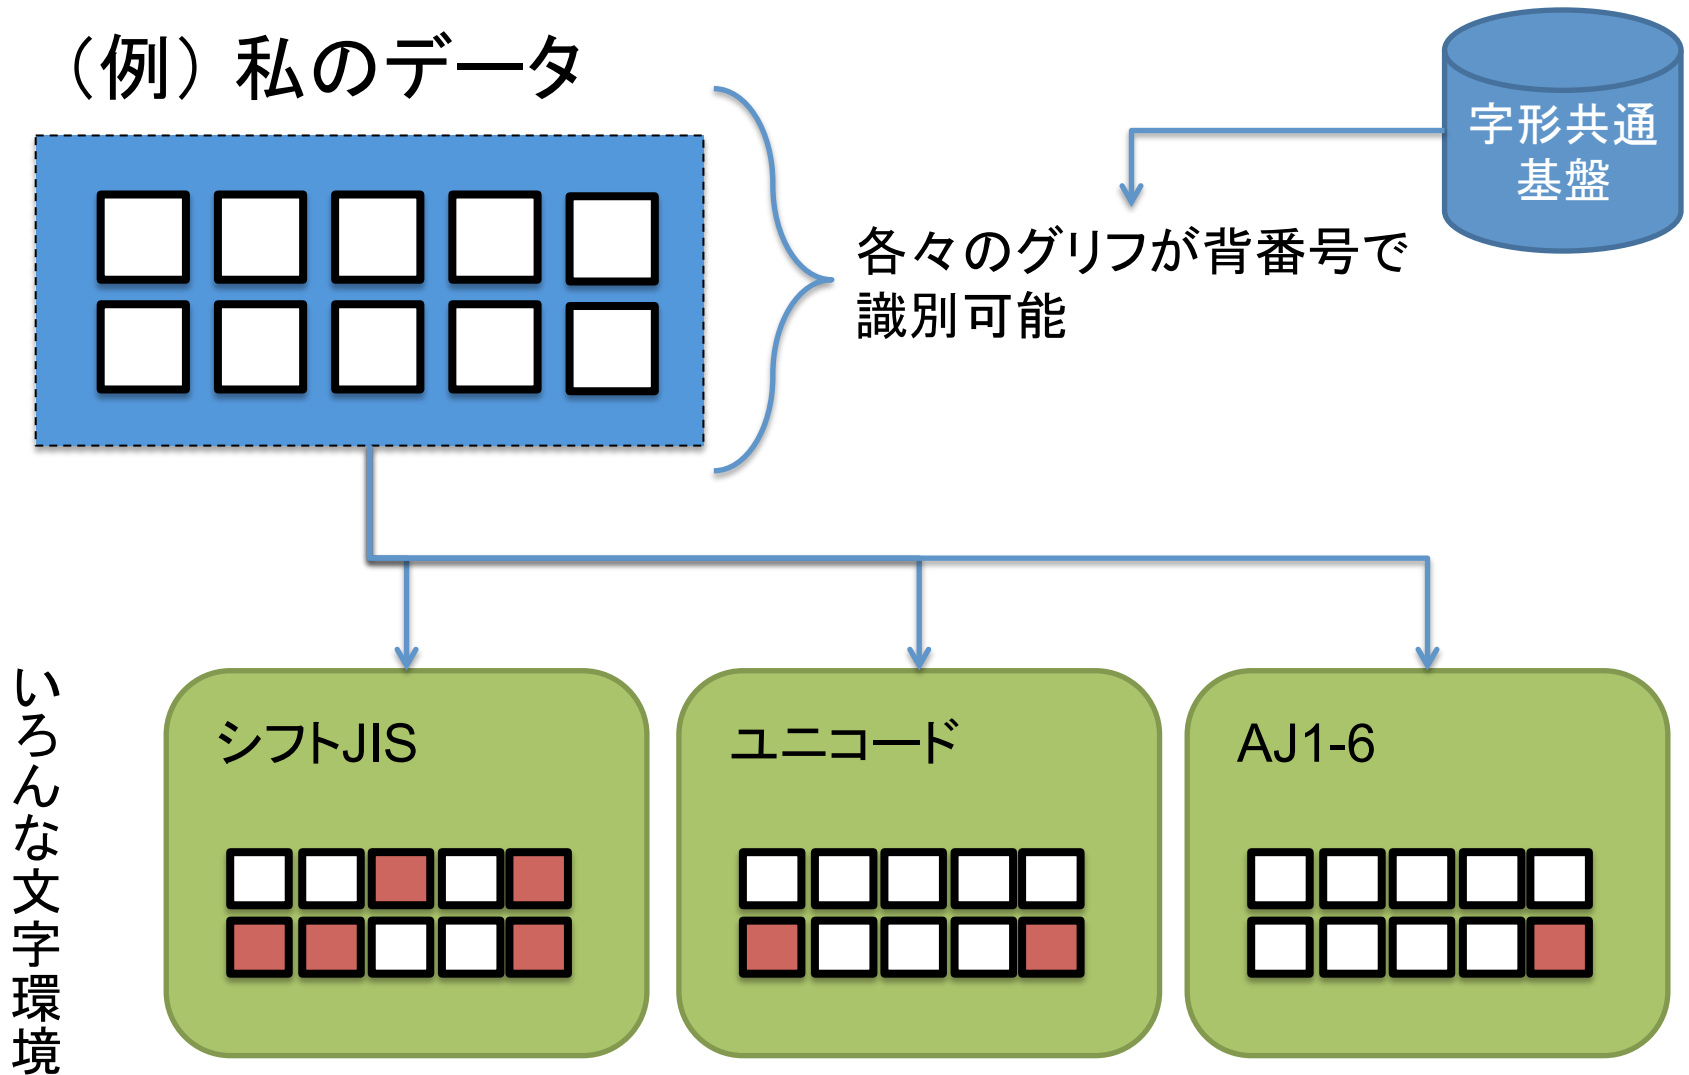 （例）私のデータ
字形共通
基盤
各々のグリフが背番号で
識別可能
いろんな文字環境
シフトJIS
ユニコード
AJ1-6